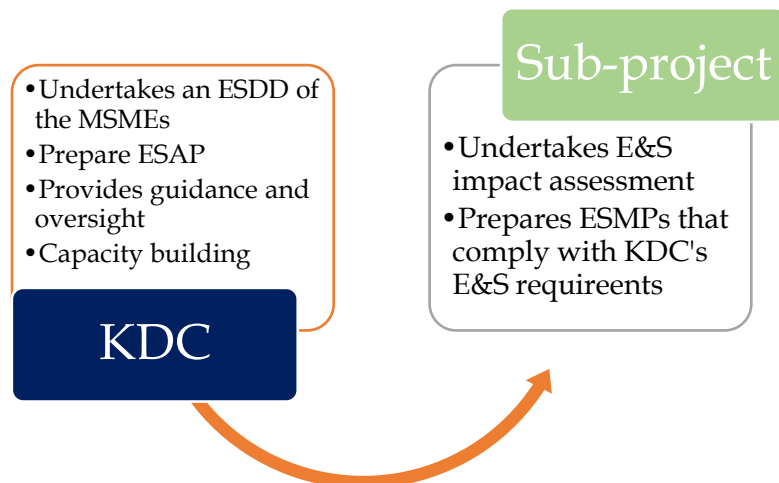 •Undertakes an ESDD of
the MSMEs
•Prepare ESAP
•Provides guidance and
oversight
•Capacity building
KDC
Sub-project
•Undertakes E&S
impact assessment
•Prepares ESMPs that
comply with KDC's
E&S requireents